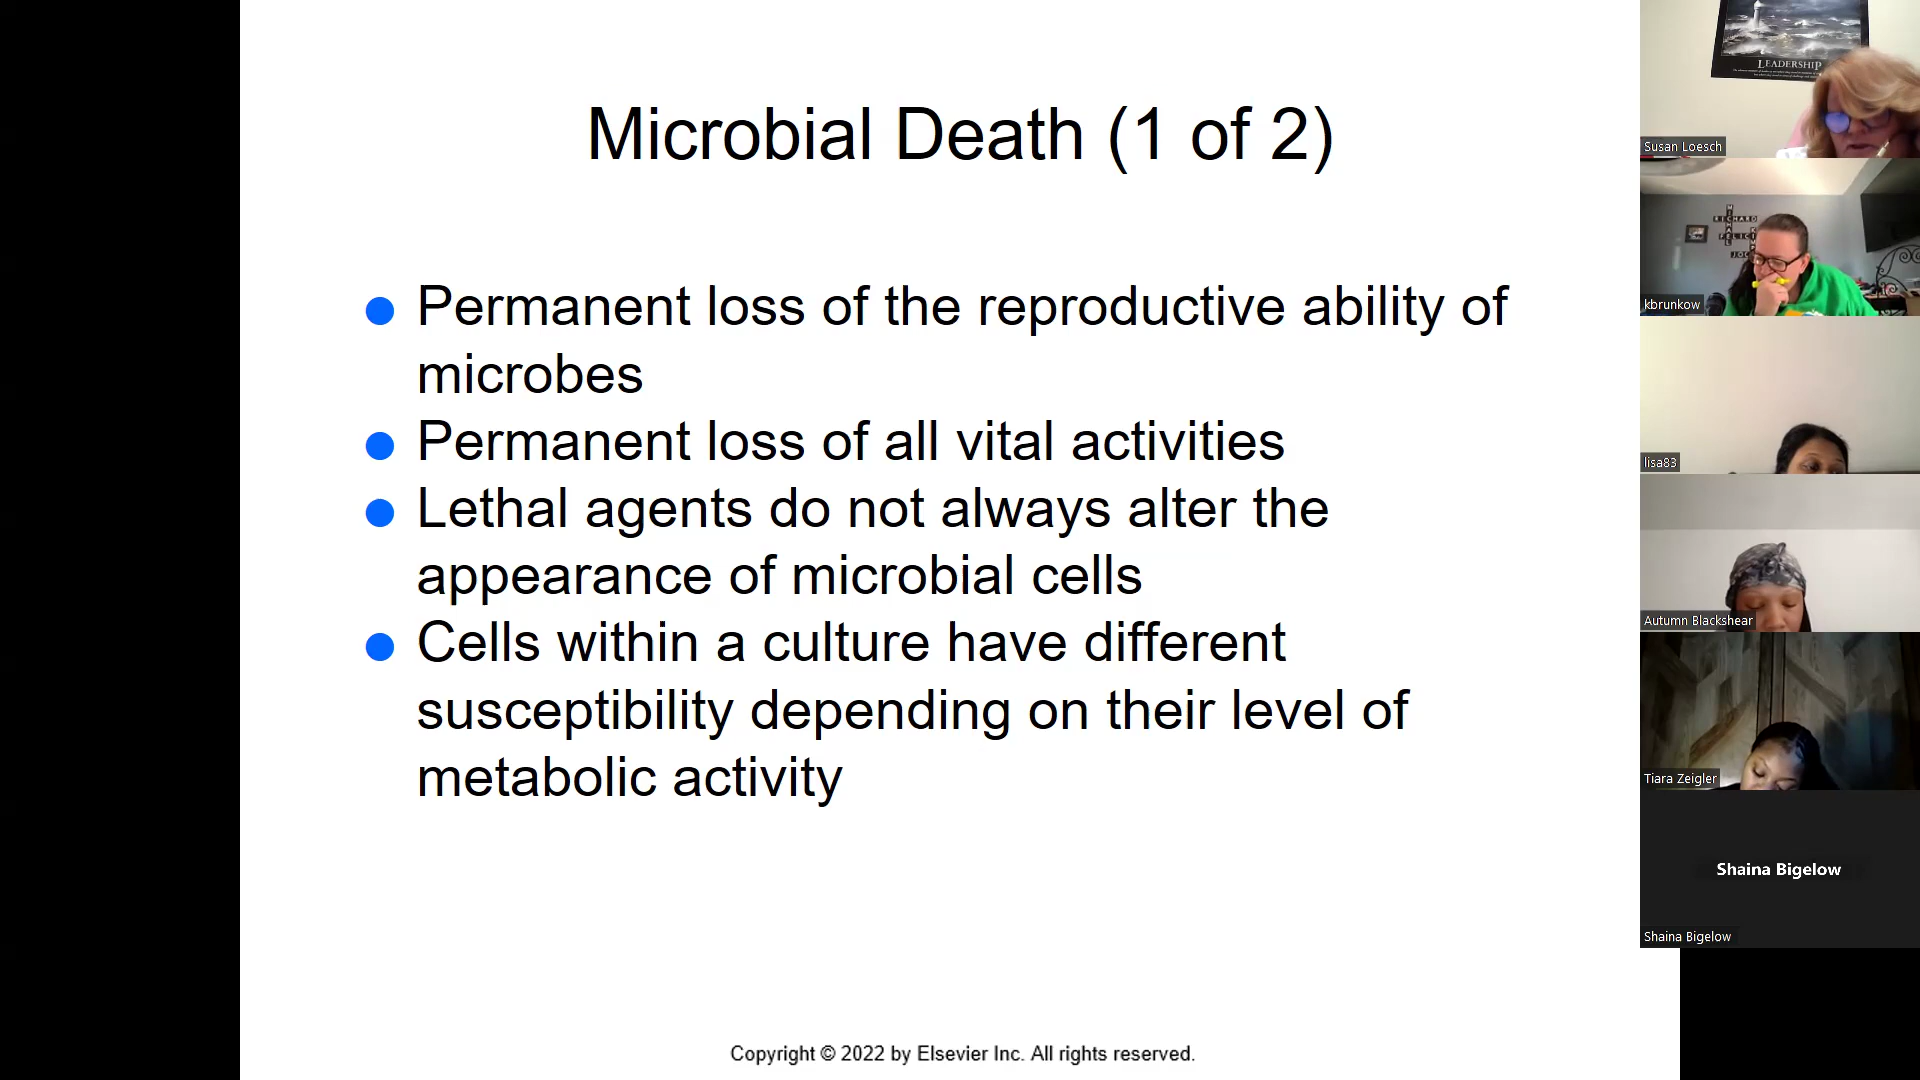 Microbial Death (1 of 2)
Permanent loss of the reproductive ability of
microbes
Permanent loss of all vital activities
Lethal agents do not always alter the
appearance of microbial cells
Cells within a culture have different
susceptibility depending on their level of
metabolic activity
Copyright © 2022 by Elsevier Inc. All rights reserved.
LEADERSHIP
Susan Loesch
RICHARD
kbrunkow
lisa83
Autumn Blackshear
Tiara Zeigler
Shaina Bigelow
Shaina Bigelow